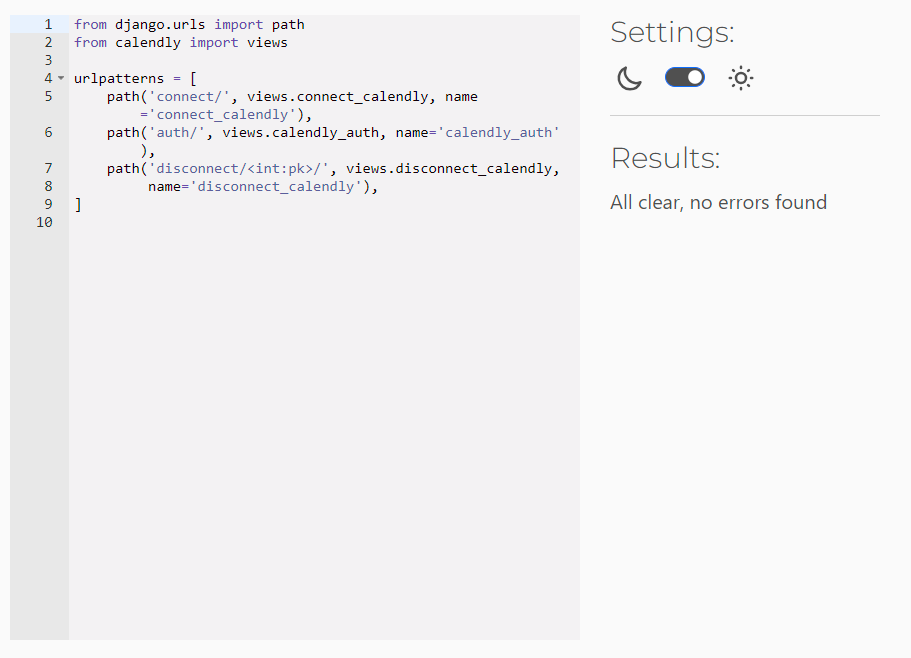 1 from django.urls import path
2 from calendly import views
3
4 urlpatterns = [
5 path('connect/', views.connect_calendly, name
='connect_calendly'),
6 path('auth/', views.calendly_auth, name='calendly_auth'
),
7 path('disconnect/<int:pk>/', views.disconnect_calendly,
8 name='disconnect_calendly'),
9 ]
10
Settings:
Results:
All clear, no errors found